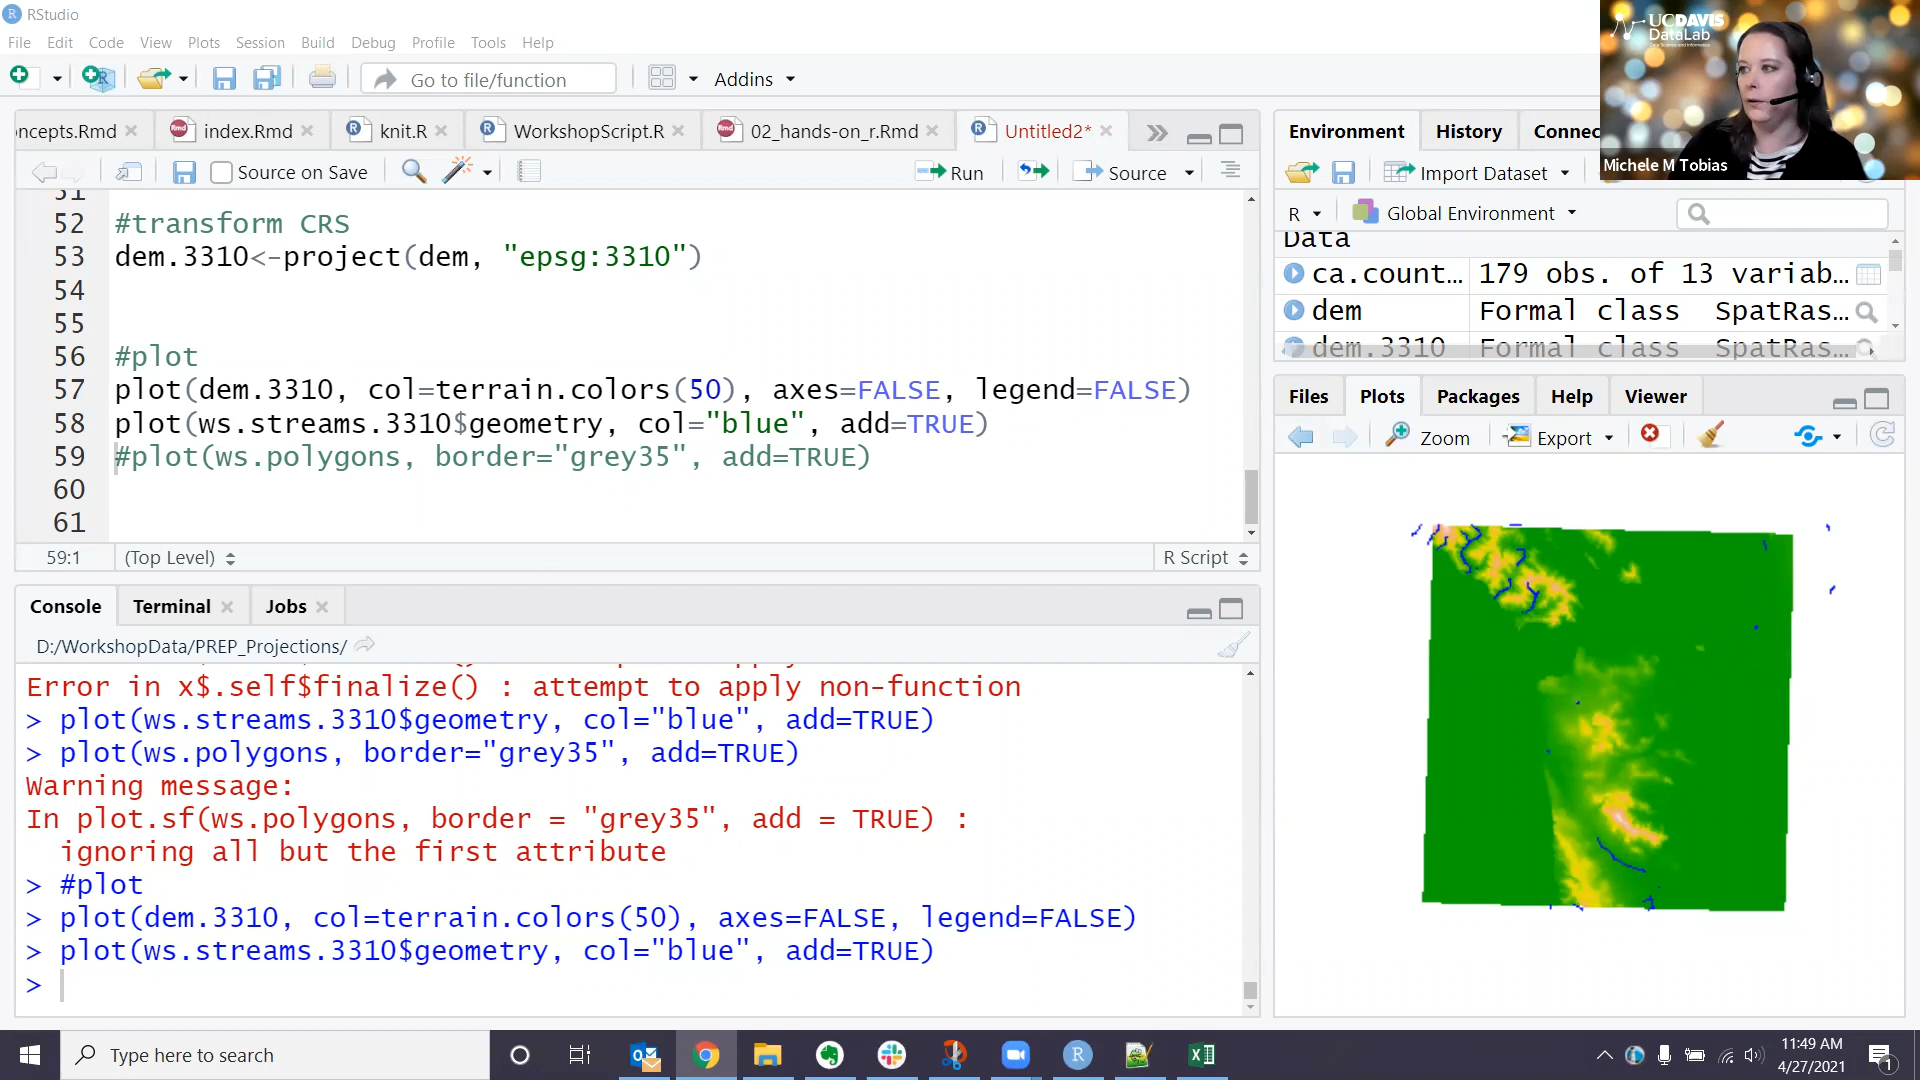 RStudio
File Edit Code View Plots Session Build Debug Profile Tools Help
Go to file/function
Addins
UCDAVIS
DataLab
Michele M Tobias
ncepts.Rmd
index.Rmd
knit.R
WorkshopScript.R
02_hands-on_r.Rmd
Untitled2*
Source on Save
Run
Source
51
52 #transform CRS
53 dem.3310<-project(dem, "epsg:3310")
54
55
56 #plot
57 plot(dem.3310, col=terrain.colors(50), axes=FALSE, legend=FALSE)
58 plot(ws.streams.3310$geometry, col="blue", add=TRUE)
59 #plot(ws.polygons, border="grey35", add=TRUE)
60
61
59:1 (Top Level) R Script
Console Terminal Jobs
D:/WorkshopData/PREP_Projections/
Error in x$.self$finalize() : attempt to apply non-function
> plot(ws.streams.3310$geometry, col="blue", add=TRUE)
> plot(ws.polygons, border="grey35", add=TRUE)
Warning message:
In plot.sf(ws.polygons, border = "grey35", add = TRUE) :
ignoring all but the first attribute
> #plot
> plot(dem.3310, col=terrain.colors(50), axes=FALSE, legend=FALSE)
> plot(ws.streams.3310$geometry, col="blue", add=TRUE)
>
Environment History Connec
Import Dataset
R Global Environment
Data
ca.count... 179 obs. of 13 variab...
dem Formal class SpatRas...
dem.3310 Formal class SpatRas...
Files Plots Packages Help Viewer
Zoom Export
Type here to search
11:49 AM
4/27/2021
1